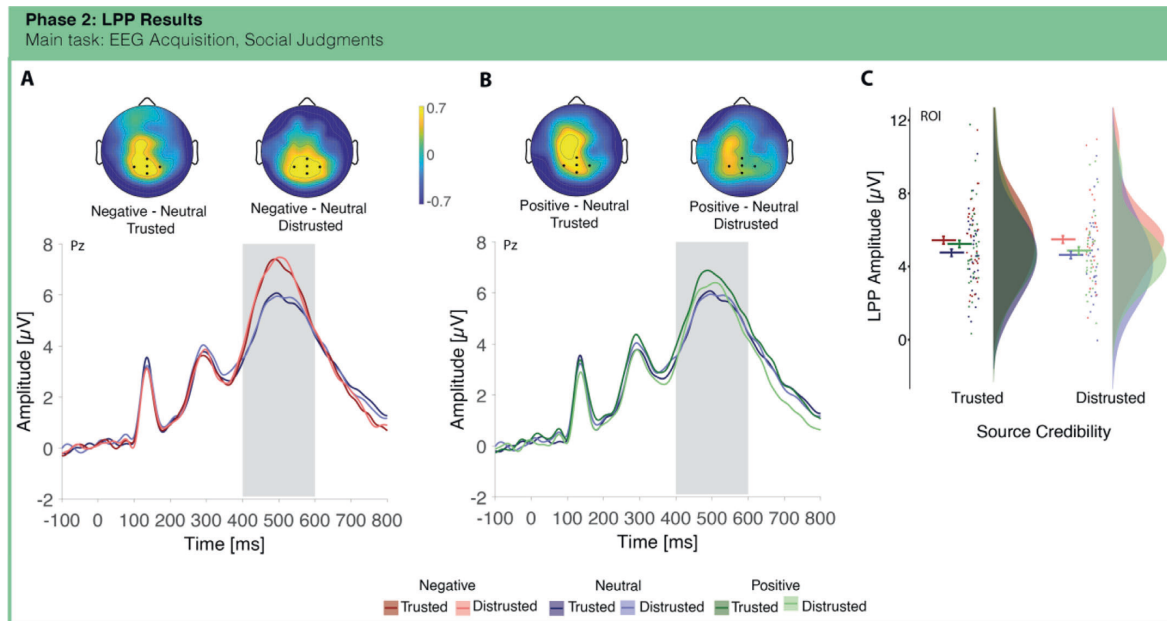 Phase 2: LPP Results
Main task: EEG Acquisition, Social Judgments
A
B
C
0.7
0
-0.7
Negative - Neutral
Trusted
Negative - Neutral
Distrusted
Positive - Neutral
Trusted
Positive - Neutral
Distrusted
Pz
8
6
4
2
0
-2
Amplitude [µV]
-100 0 100 200 300 400 500 600 700 800
Time [ms]
Pz
8
6
4
2
0
-2
Amplitude [µV]
-100 0 100 200 300 400 500 600 700 800
Time [ms]
ROI
12
8
4
0
LPP Amplitude [µV]
Trusted Distrusted
Source Credibility
Negative Neutral Positive
Trusted Distrusted Trusted Distrusted Trusted Distrusted